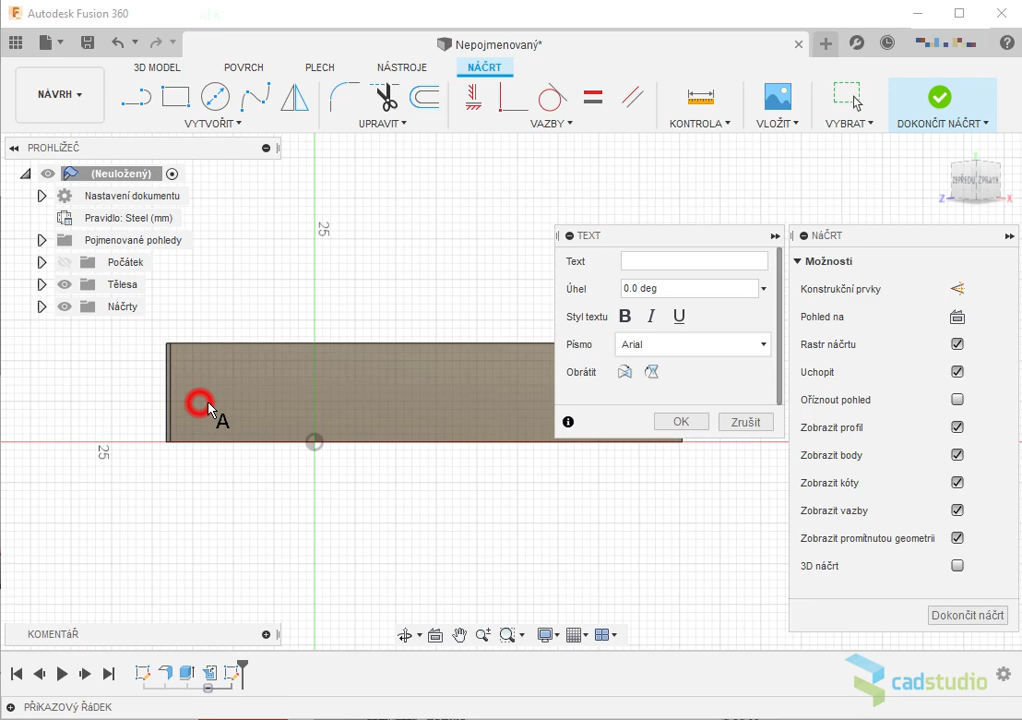 Autodesk Fusion 360
Nepojmenovaný*
NÁVRH
3D MODEL
POVRCH
PLECH
NÁSTROJE
NÁČRT
VYTVOŘIT
UPRAVIT
VAZBY
KONTROLA
VLOŽIT
VYBRAT
DOKONČIT NÁČRT
PROHLÍŽEČ
(Neuložený)
Nastavení dokumentu
Pravidlo: Steel (mm)
Pojmenované pohledy
Počátek
Tělesa
Náčrty
25
25
A
ZEPŘEDU
ZPRAVA
Z
X
TEXT
Text
Úhel
0.0 deg
Styl textu
B I U
Písmo
Arial
Obrátit
OK
Zrušit
NÁČRT
Možnosti
Konstrukční prvky
Pohled na
Rastr náčrtu
Uchopit
Oříznout pohled
Zobrazit profil
Zobrazit body
Zobrazit kóty
Zobrazit vazby
Zobrazit promítnutou geometrii
3D náčrt
Dokončit náčrt
KOMENTáŘ
cadstudio
PŘíKAZOVý ŘáDEK